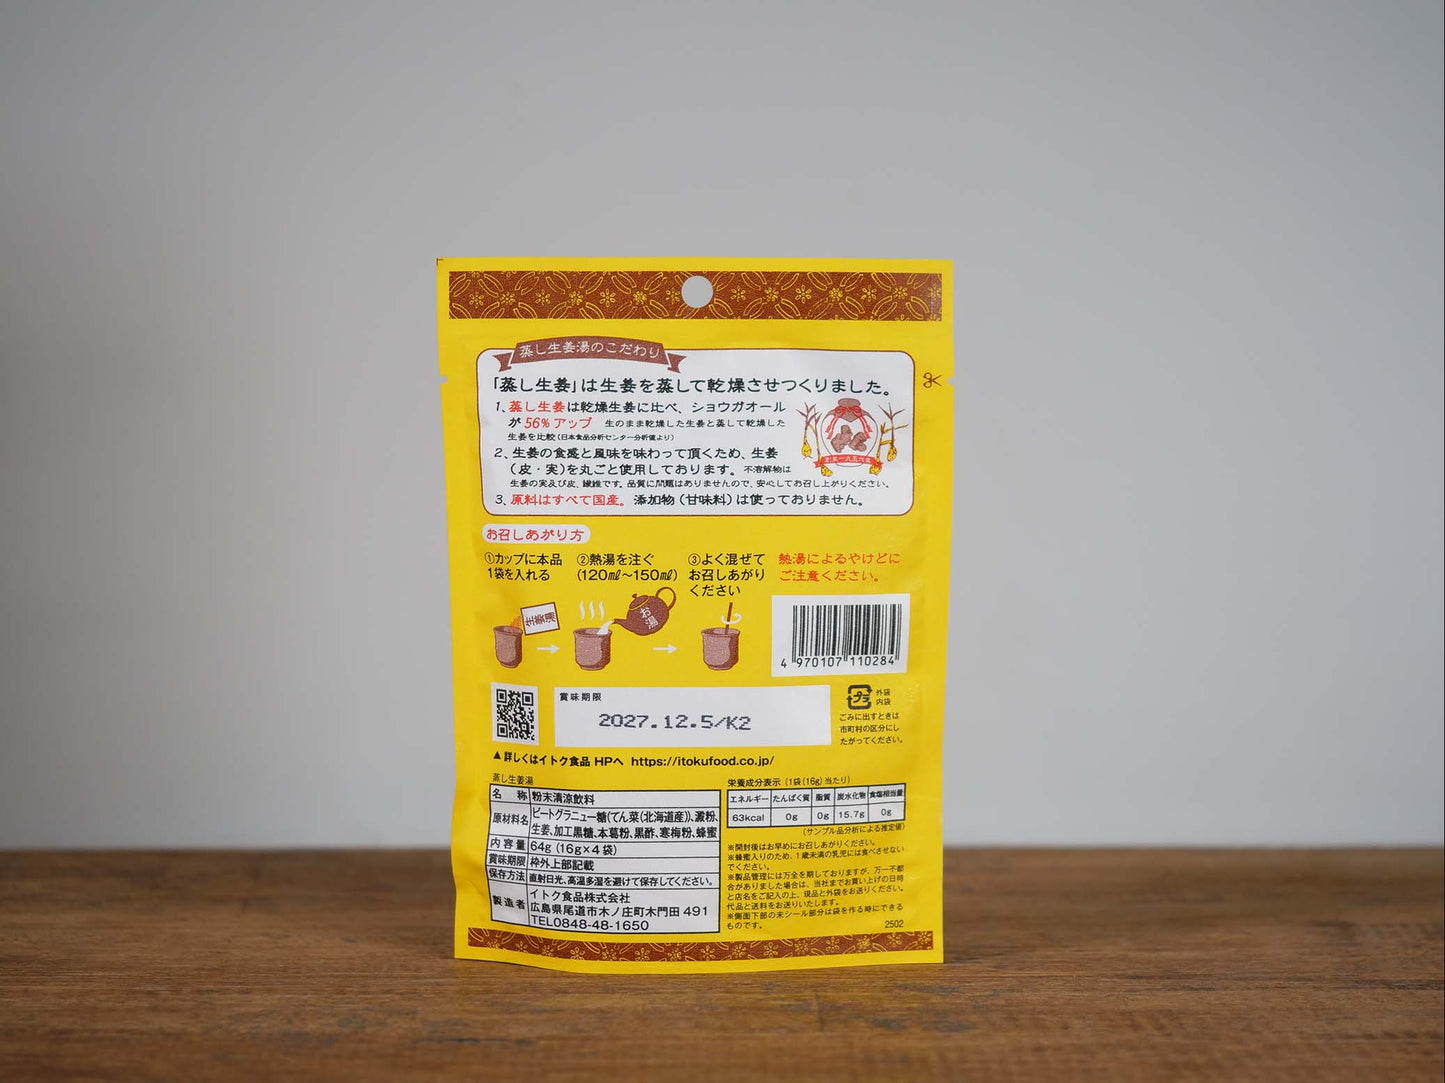 蒸し生姜湯のこだわり
「蒸し生姜」は生姜を蒸して乾燥させつくりました。
1、蒸し生姜は乾燥生姜に比べ、ショウガオール
が 56% アップ 生のまま乾燥した生姜と蒸して乾燥した
生姜を比較(日本食品分析センター分析値より)
2、生姜の食感と風味を味わって頂くため、生姜
(皮・実)を丸ごと使用しております。不溶解物は
生姜の実及び皮、繊維です。品質に問題はありませんので、安心してお召し上がりください。
3、原料はすべて国産。添加物(甘味料)は使っておりません。
創業一九五六年
お召しあがり方
①カップに本品
1袋を入れる
②熱湯を注ぐ
(120㎖～150㎖)
③よく混ぜて
お召しあがり
ください
熱湯によるやけどに
ご注意ください。
生姜湯
お湯
4 970107 110284
賞味期限
2027.12.5/K2
プラ
外袋
内袋
ごみに出すときは
市町村の区分にし
たがってください。
▲詳しくはイトク食品 HPへ https://itokufood.co.jp/
蒸し生姜湯
名 称 粉末清涼飲料
原材料名 ビートグラニュー糖(てん菜(北海道産))、澱粉、
生姜、加工黒糖、本葛粉、黒酢、寒梅粉、蜂蜜
内 容 量 64g (16g×4 袋)
賞味期限 枠外上部記載
保存方法 直射日光、高温多湿を避けて保存してください。
製 造 者 イトク食品株式会社
広島県尾道市木ノ庄町木門田 491
TEL0848-48-1650
栄養成分表示 (1袋(16g)当たり)
エネルギー たんぱく質 脂質 炭水化物 食塩相当量
63kcal 0g 0g 15.7g 0g
(サンプル品分析による推定値)
※開封後はお早めにお召しあがりください。
※蜂蜜入りのため、1歳未満の乳児には食べさせない
でください。
※製品管理には万全を期しておりますが、万一不都
合がありました場合は、当社までお買い上げの日時
と店名をご記入の上、現品と外袋をお送りください。
代品と送料をお送りいたします。
※側面下部の未シール部分は袋を作る時にできる
ものです。
2502